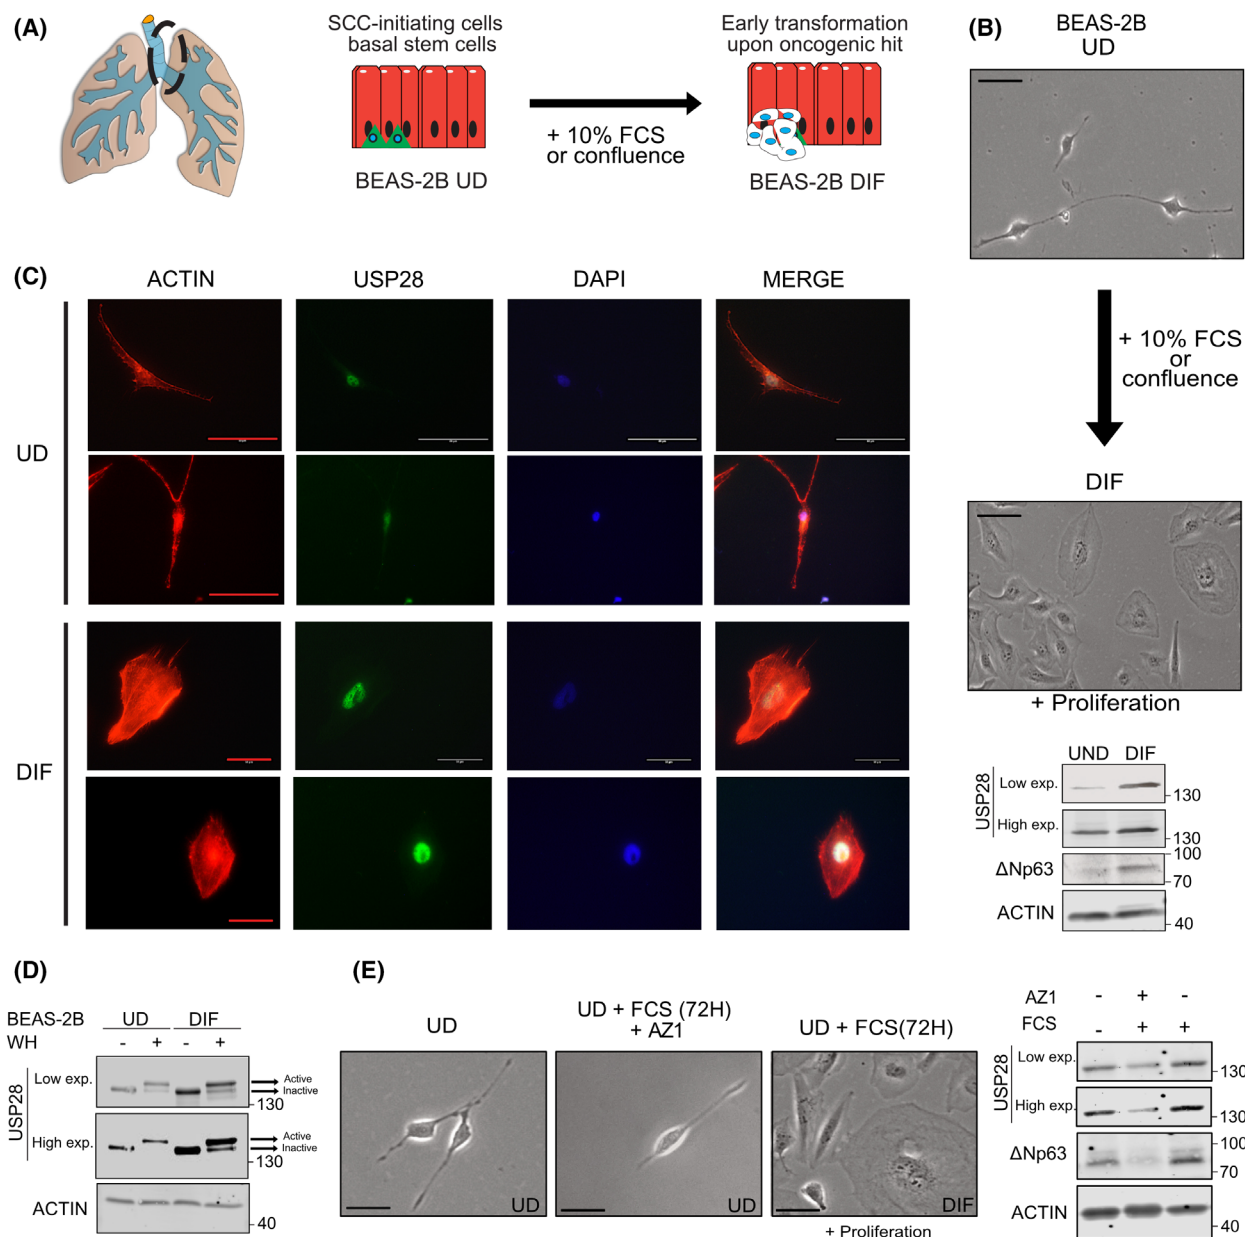 (A)
SCC-initiating cells
basal stem cells
BEAS-2B UD
+ 10% FCS
or confluence
Early transformation
upon oncogenic hit
BEAS-2B DIF
(B)
BEAS-2B
UD
+ 10% FCS
or
confluence
DIF
+ Proliferation
UND DIF
USP28
Low exp.
130
High exp.
130
100
ΔNp63
70
ACTIN
40
(C)
ACTIN USP28 DAPI MERGE
UD
DIF
(D)
BEAS-2B UD DIF
WH - + - +
USP28
Low exp.
Active
Inactive
130
High exp.
Active
Inactive
130
ACTIN
40
(E)
UD
UD
UD + FCS (72H)
+ AZ1
UD
UD + FCS(72H)
DIF
+ Proliferation
AZ1 - + -
FCS - + +
USP28
Low exp.
130
High exp.
130
ΔNp63
100
70
ACTIN
40